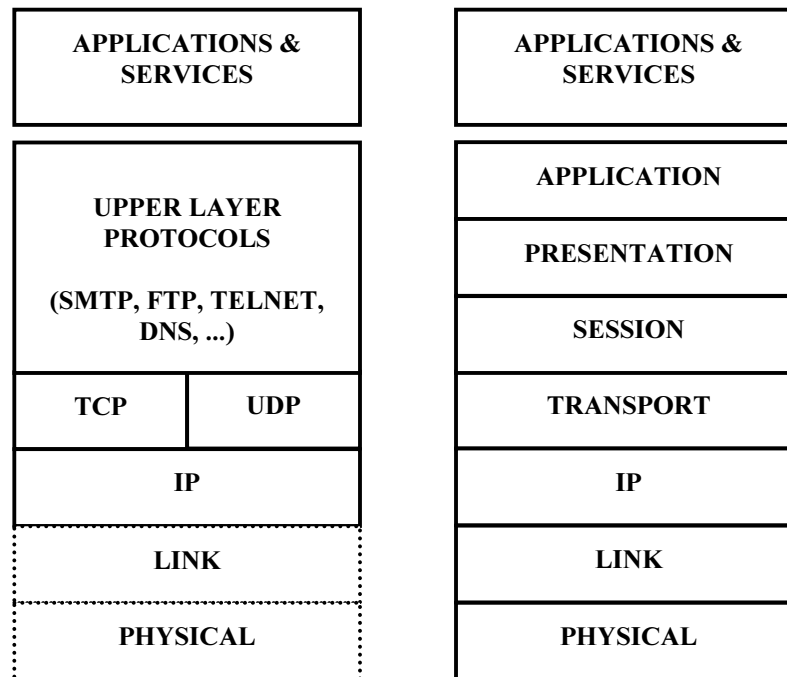 APPLICATIONS &
SERVICES
UPPER LAYER
PROTOCOLS
(SMTP, FTP, TELNET,
DNS, ...)
TCP
UDP
IP
LINK
PHYSICAL
APPLICATIONS &
SERVICES
APPLICATION
PRESENTATION
SESSION
TRANSPORT
IP
LINK
PHYSICAL